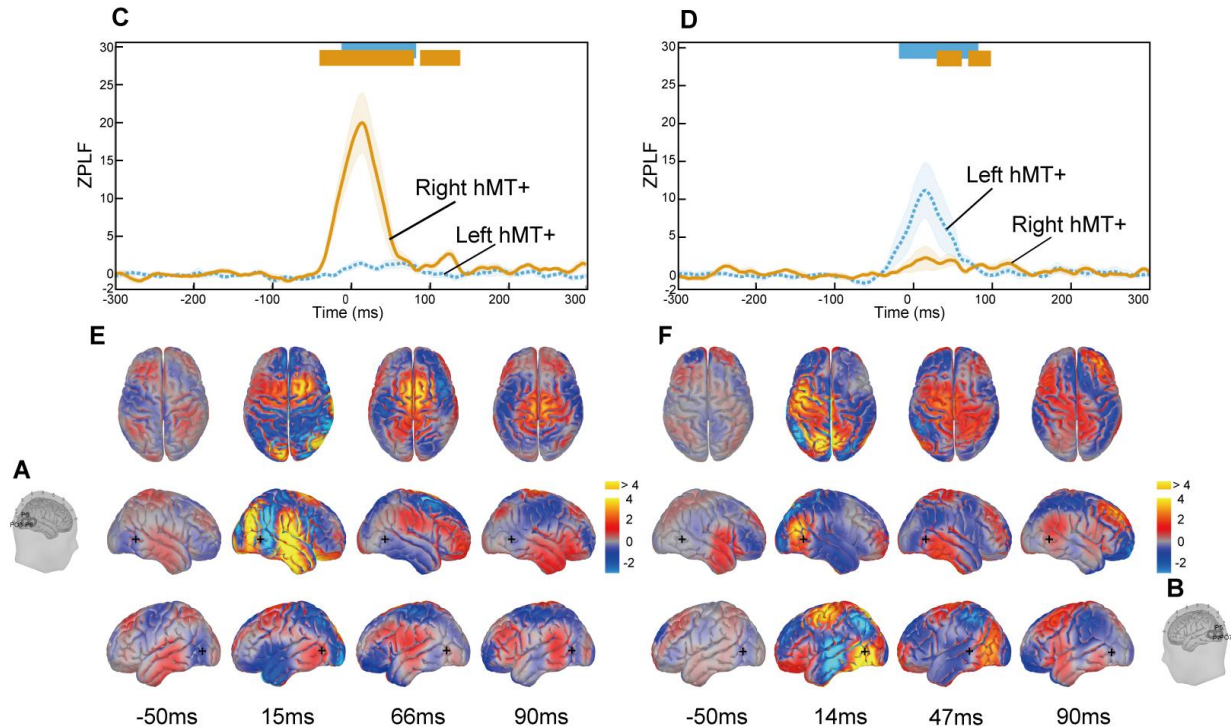 C
D
30
25
20
15
10
5
0
-2
ZPLF
Right hMT+
Left hMT+
-300
-200
-100
0
100
200
300
Time (ms)
30
25
20
15
10
5
0
-2
ZPLF
Left hMT+
Right hMT+
-300
-200
-100
0
100
200
300
Time (ms)
E
F
A
> 4
4
2
0
-2
> 4
4
2
0
-2
B
-50ms
15ms
66ms
90ms
-50ms
14ms
47ms
90ms